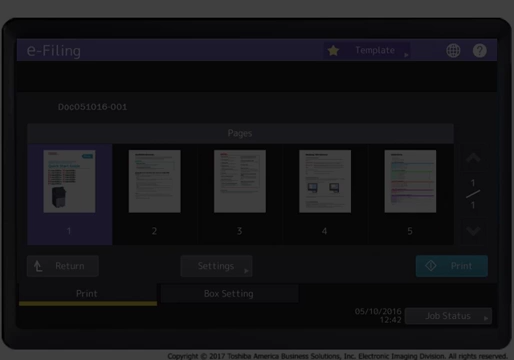 e-Filing
Template
?
Doc051016-001
Pages
1
2
3
4
5
1
1
Return
Settings
Print
Print
Box Setting
05/10/2016
12:42
Job Status
Copyright © 2017 Toshiba America Business Solutions, Inc. Electronic Imaging Division. All rights reserved.